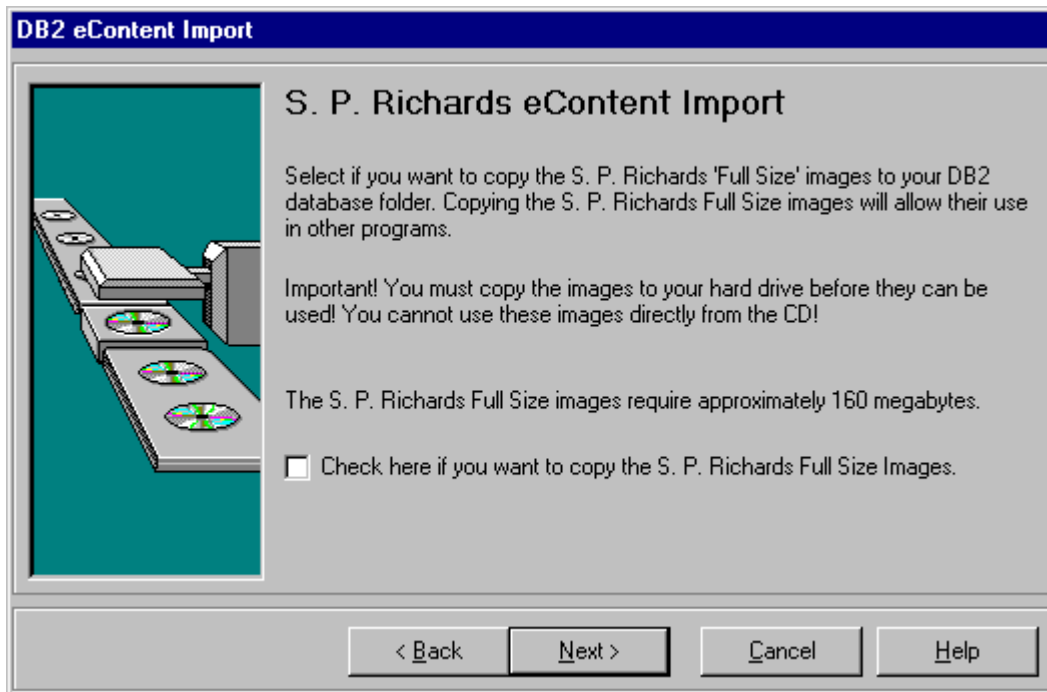 DB2 eContent Import
S. P. Richards eContent Import
Select if you want to copy the S. P. Richards 'Full Size' images to your DB2
database folder. Copying the S. P. Richards Full Size images will allow their use
in other programs.
Important! You must copy the images to your hard drive before they can be
used! You cannot use these images directly from the CD!
The S. P. Richards Full Size images require approximately 160 megabytes.
Check here if you want to copy the S. P. Richards Full Size Images.
< Back Next > Cancel Help